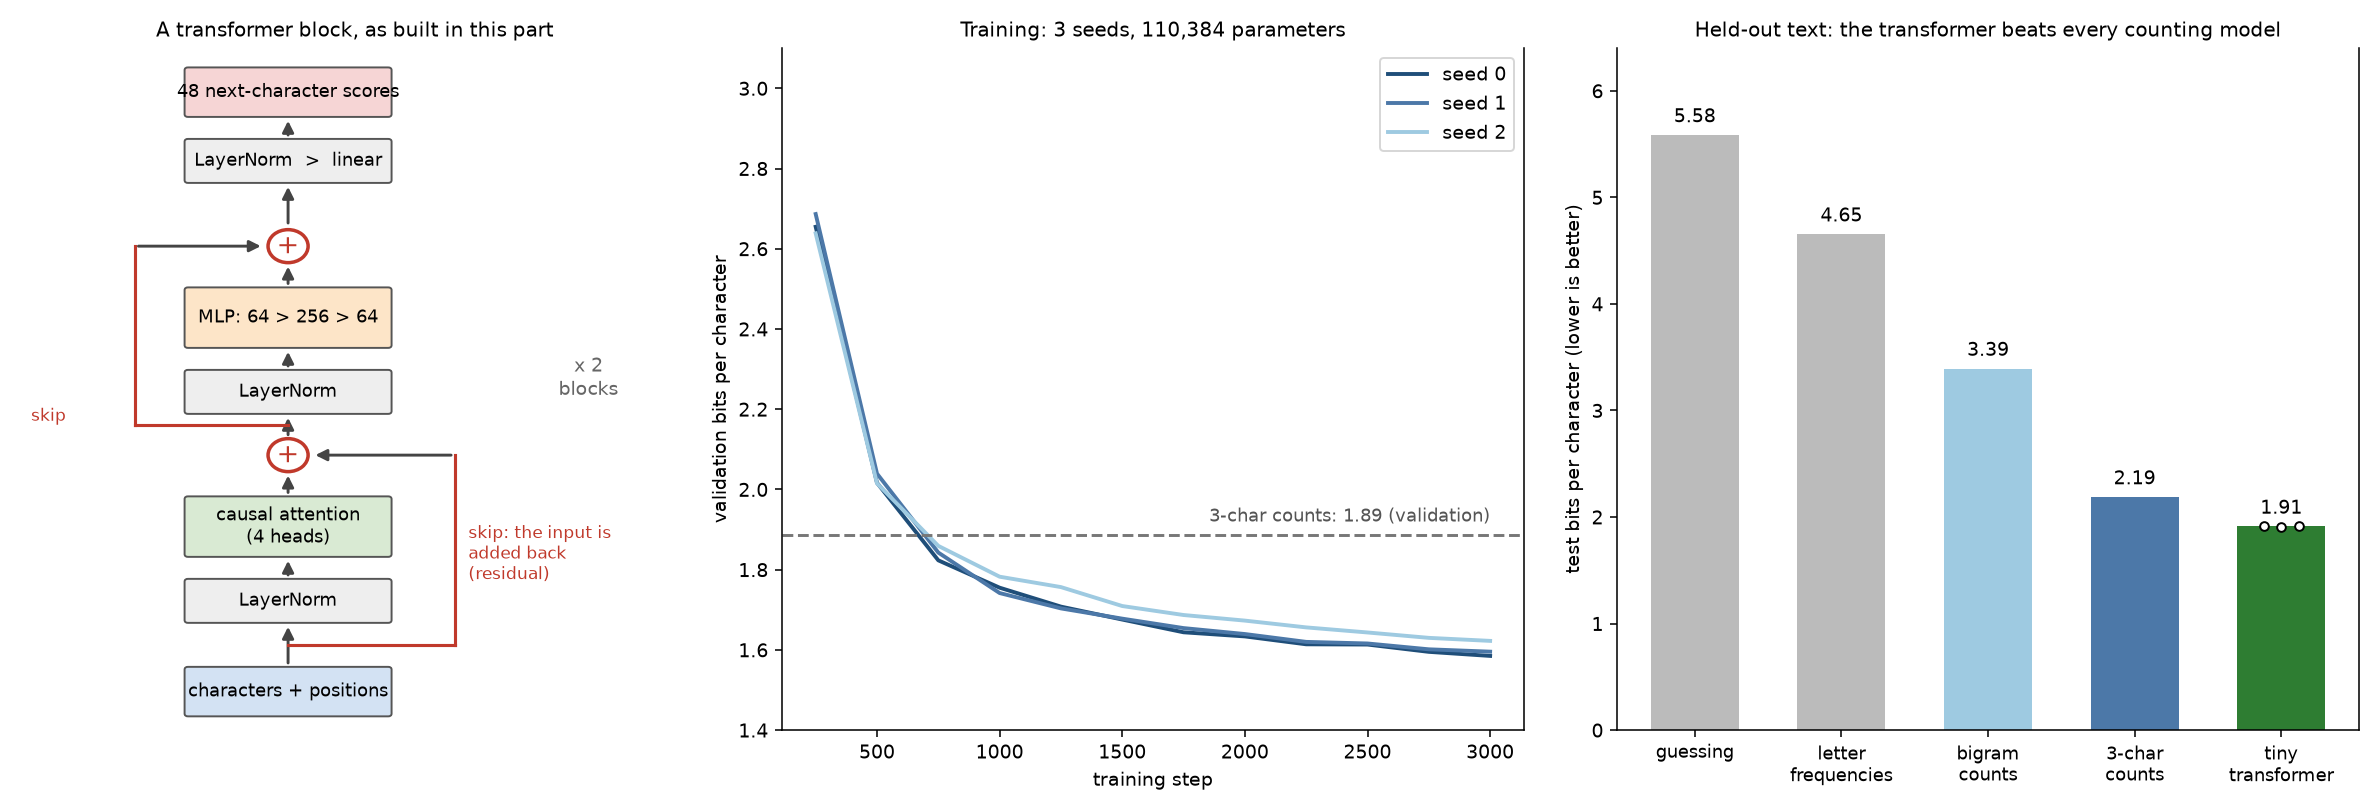 A transformer block, as built in this part
48 next-character scores
LayerNorm > linear
+
MLP: 64 > 256 > 64
x 2
blocks
LayerNorm
skip
+
causal attention
(4 heads)
skip: the input is
added back
(residual)
LayerNorm
characters + positions
Training: 3 seeds, 110,384 parameters
validation bits per character
3.0
2.8
2.6
2.4
2.2
2.0
1.8
1.6
1.4
seed 0
seed 1
seed 2
3-char counts: 1.89 (validation)
500 1000 1500 2000 2500 3000
training step
Held-out text: the transformer beats every counting model
test bits per character (lower is better)
6
5
4
3
2
1
0
5.58
4.65
3.39
2.19
1.91
guessing
letter
frequencies
bigram
counts
3-char
counts
tiny
transformer